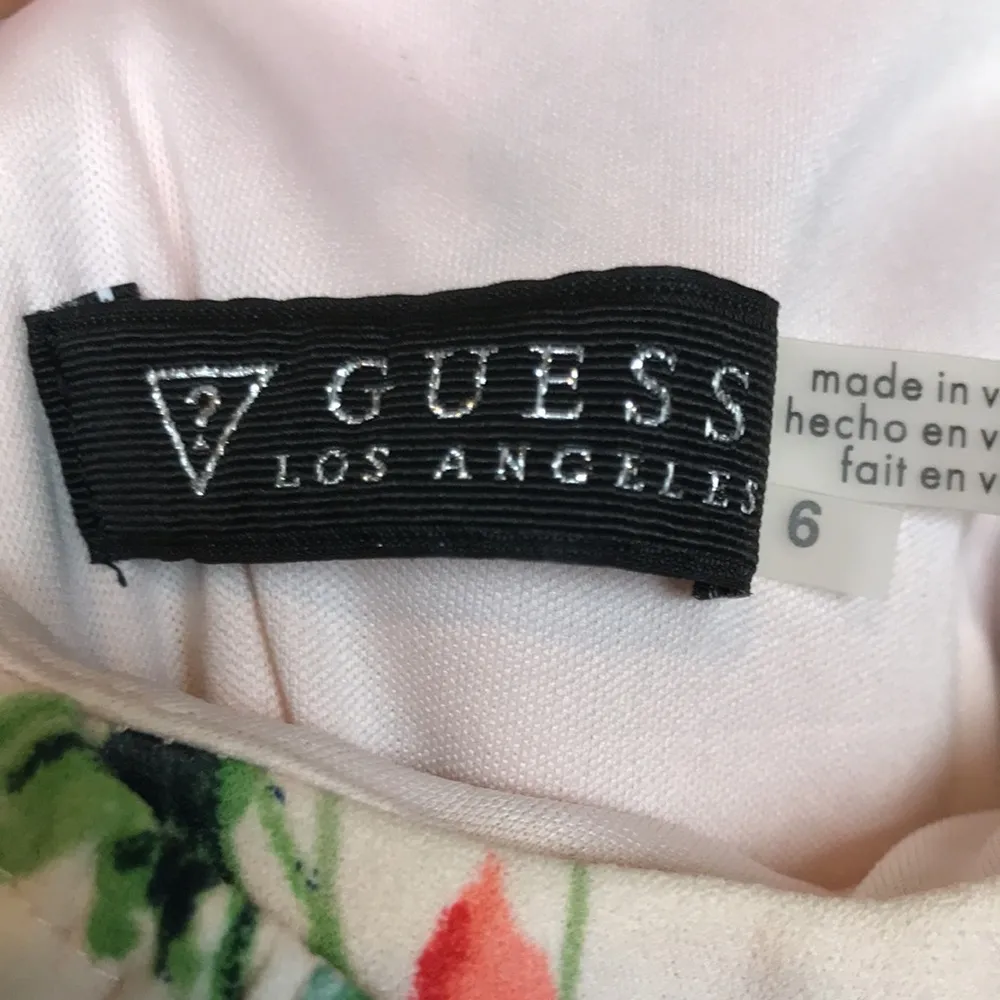 ?
GUESS
LOS ANGELES
made in
hecho en
fait en
6